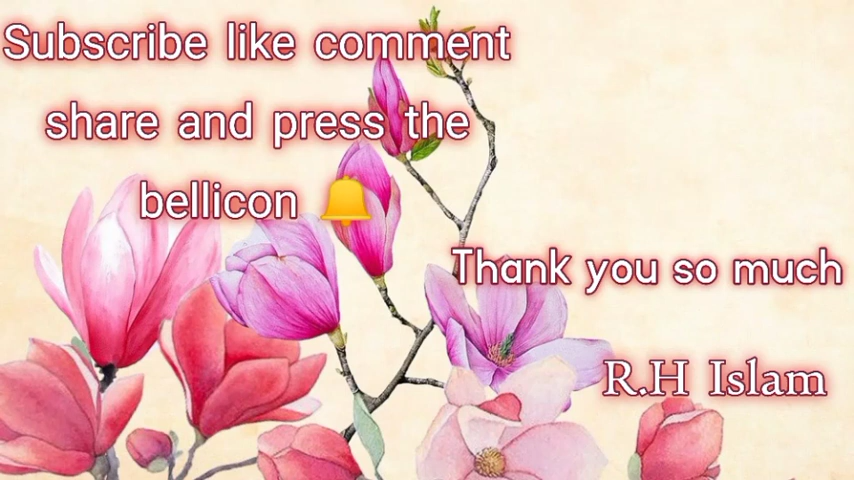 Subscribe like comment
share and press the
bellicon 🔔
Thank you so much
R.H Islam